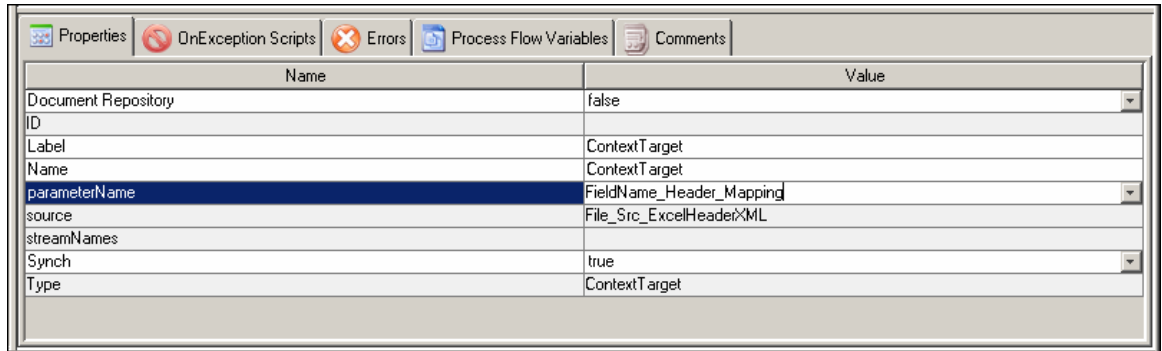 Properties OnException Scripts Errors Process Flow Variables Comments
Name Value
Document Repository false
ID
Label ContextTarget
Name ContextTarget
parameterName FieldName_Header_Mapping
source File_Src_ExcelHeaderXML
streamNames
Synch true
Type ContextTarget